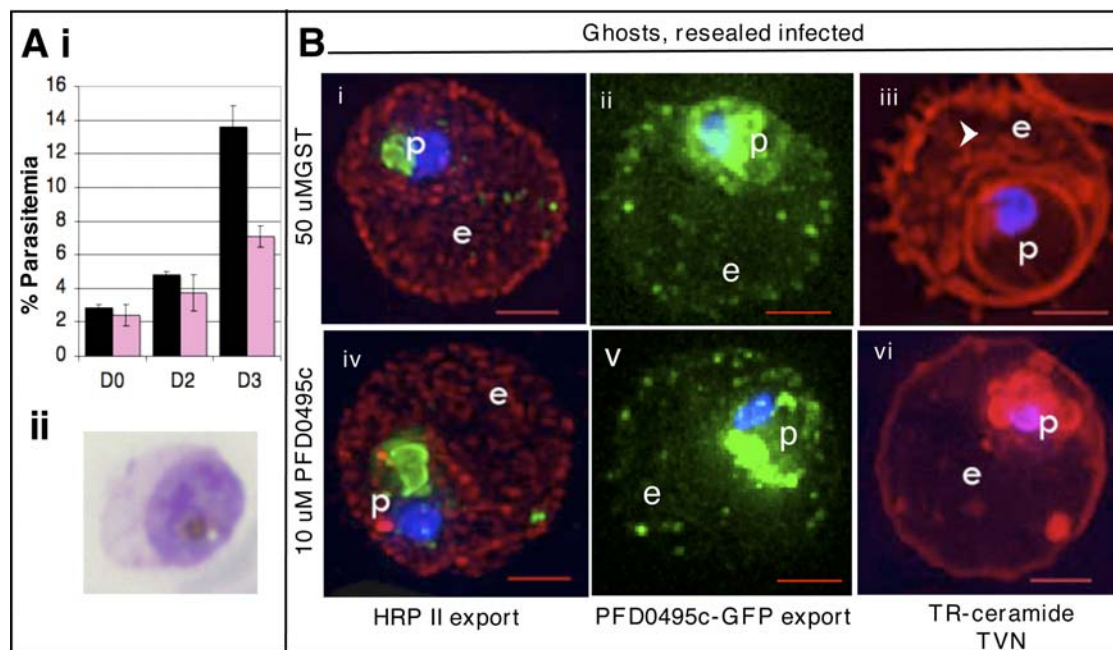 A i
% Parasitemia
16
14
12
10
8
6
4
2
0
D0 D2 D3
ii
B
Ghosts, resealed infected
50 uMGST
i
p
e
ii
p
e
iii
e
p
10 uM PFD0495c
iv
e
p
v
p
e
vi
p
e
HRP II export
PFD0495c-GFP export
TR-ceramide
TVN